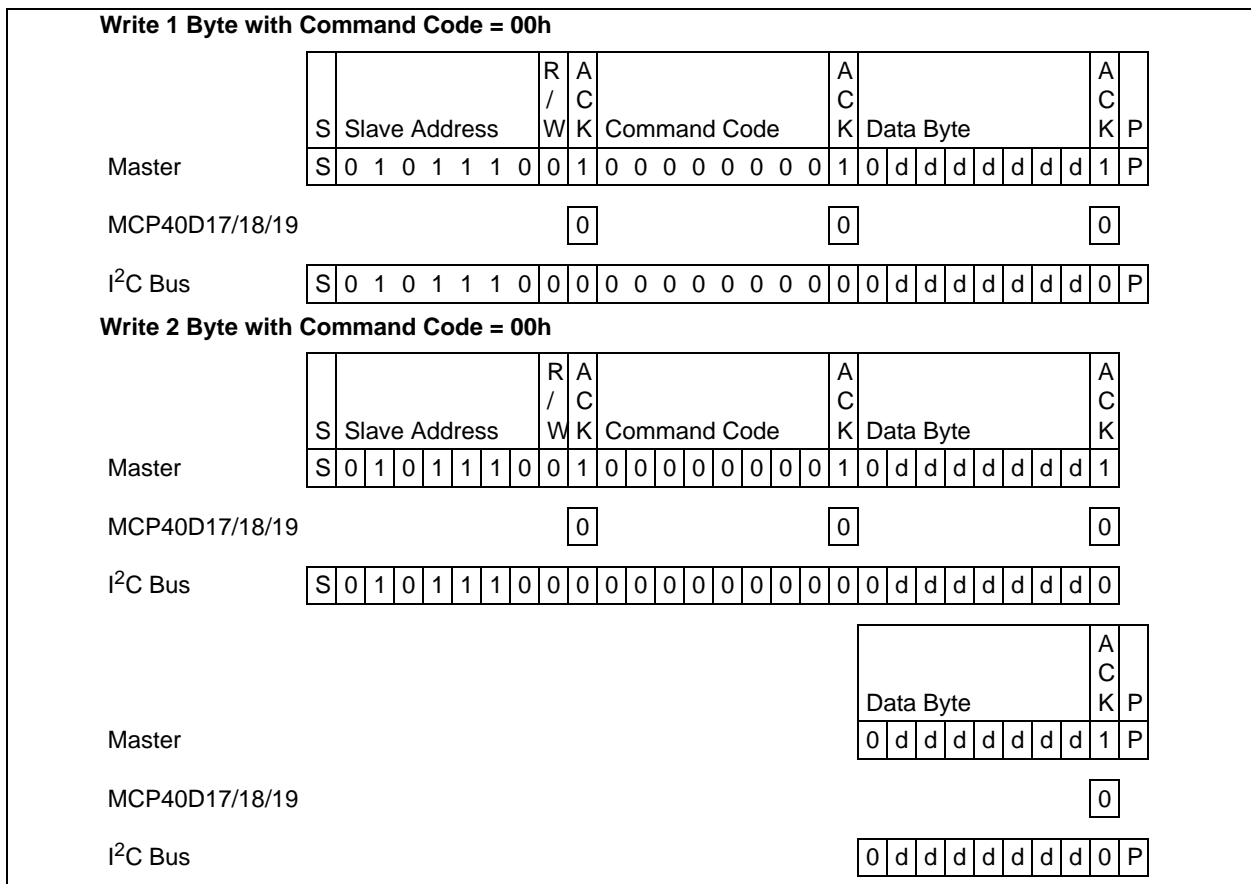 Write 1 Byte with Command Code = 00h
S Slave Address R/W ACK Command Code ACK Data Byte ACK P
Master S 0 1 0 1 1 1 0 0 1 0 0 0 0 0 0 0 0 1 0 d d d d d d d 1 P
MCP40D17/18/19 0 0 0
I2C Bus S 0 1 0 1 1 1 0 0 0 0 0 0 0 0 0 0 0 0 0 d d d d d d d 0 P
Write 2 Byte with Command Code = 00h
S Slave Address R/W ACK Command Code ACK Data Byte ACK
Master S 0 1 0 1 1 1 0 0 1 0 0 0 0 0 0 0 0 1 0 d d d d d d d 1
MCP40D17/18/19 0 0 0
I2C Bus S 0 1 0 1 1 1 0 0 0 0 0 0 0 0 0 0 0 0 0 d d d d d d d 0
Data Byte ACK P
Master 0 d d d d d d d 1 P
MCP40D17/18/19 0
I2C Bus 0 d d d d d d d 0 P